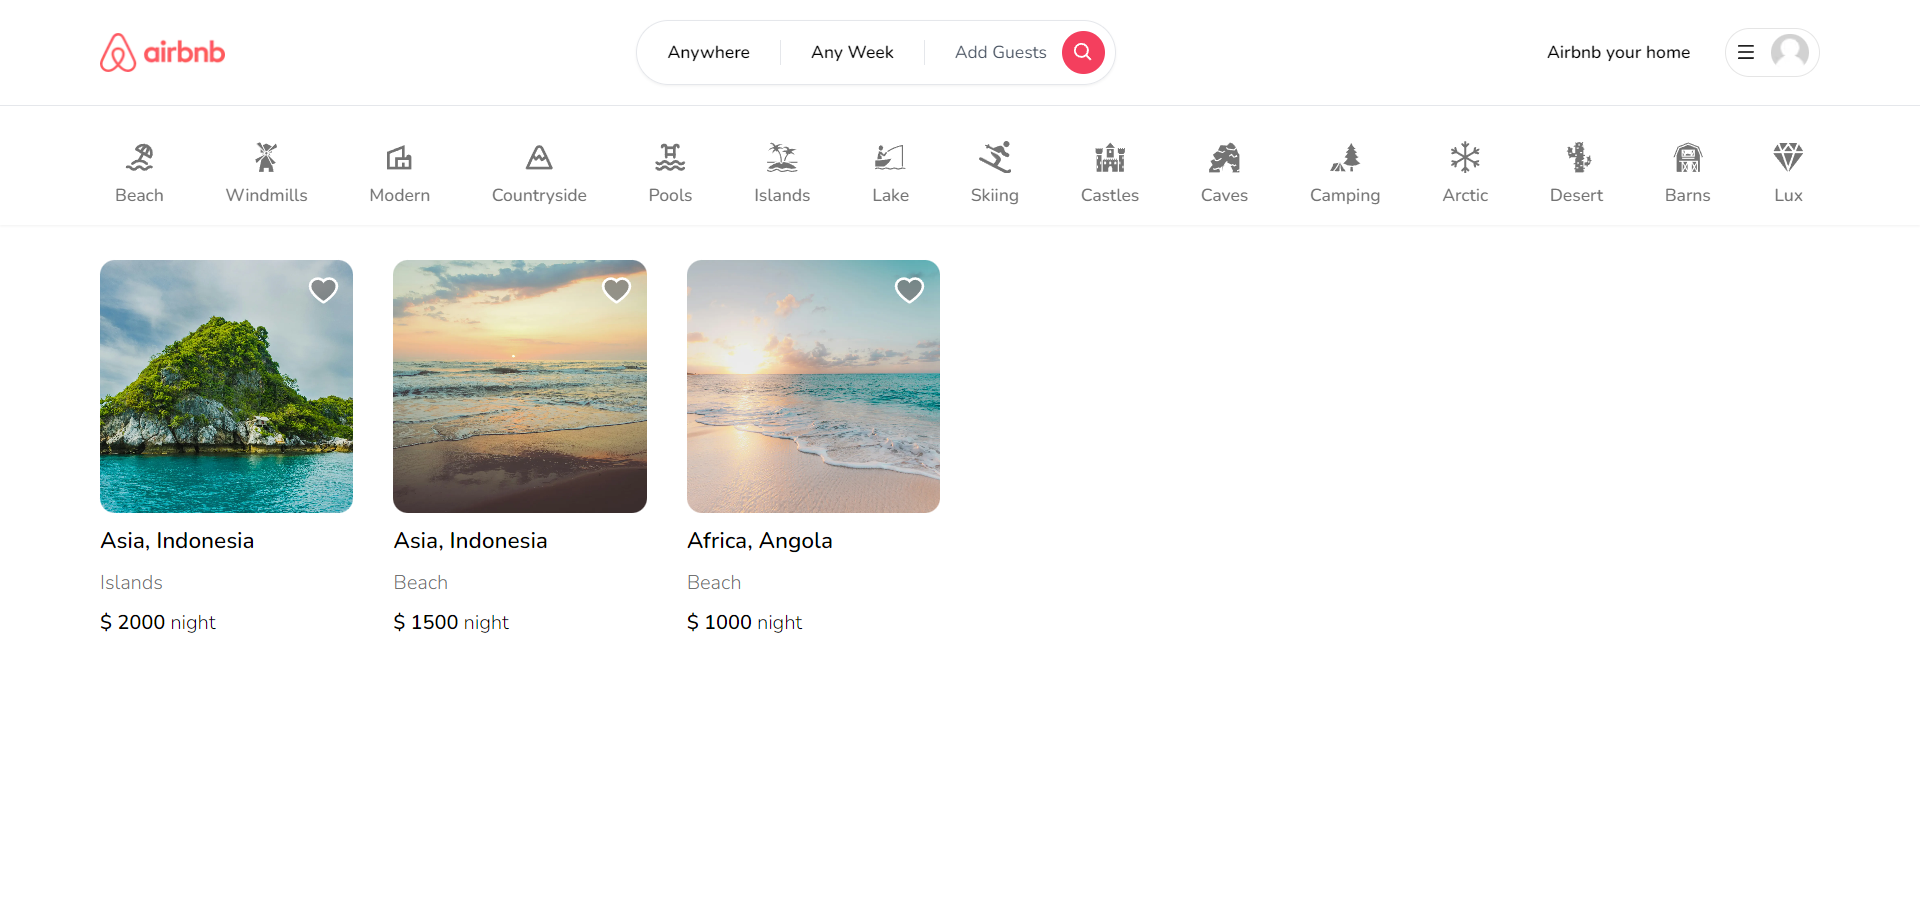 airbnb
Anywhere
Any Week
Add Guests
Airbnb your home
Beach
Windmills
Modern
Countryside
Pools
Islands
Lake
Skiing
Castles
Caves
Camping
Arctic
Desert
Barns
Lux
Asia, Indonesia
Islands
$ 2000 night
Asia, Indonesia
Beach
$ 1500 night
Africa, Angola
Beach
$ 1000 night